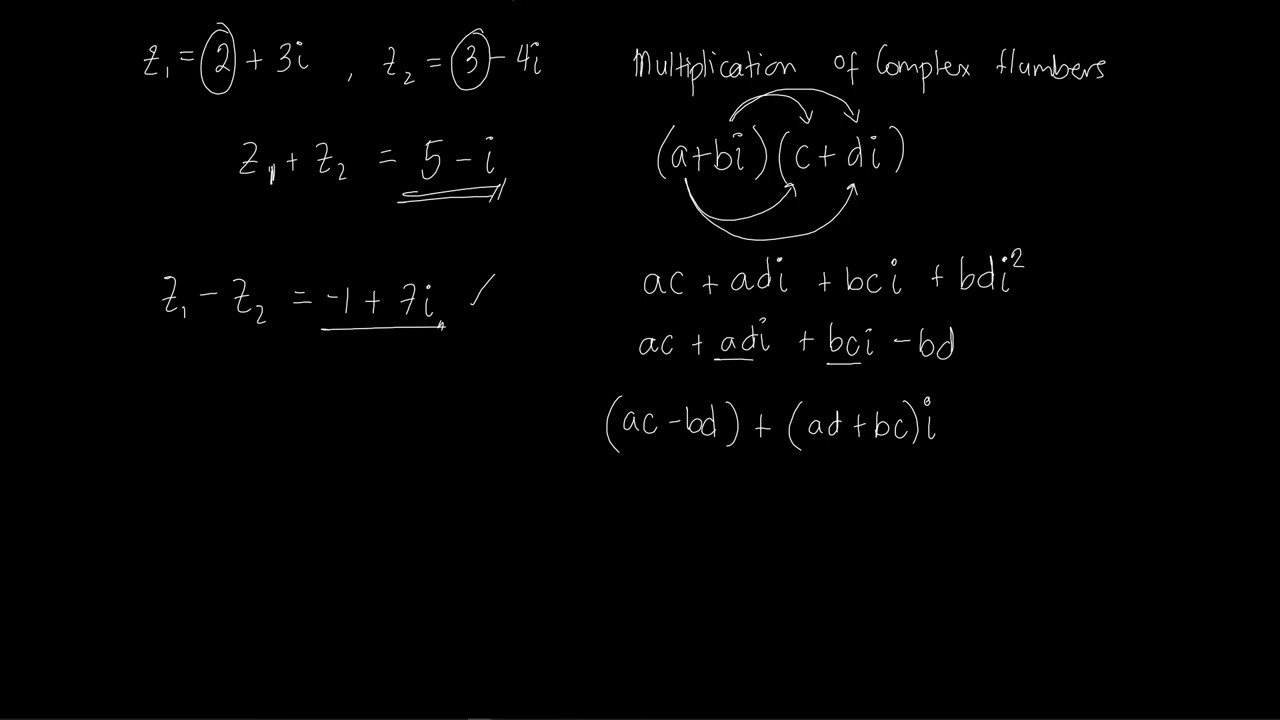 z₁ = 2 + 3i , z₂ = 3 - 4i
z₁ + z₂ = 5 - i
z₁ - z₂ = -1 + 7i ✓
Multiplication of Complex Numbers
(a+bi)(c+di)
ac + adi + bci + bdi²
ac + adi + bci - bd
(ac - bd) + (ad + bc)i